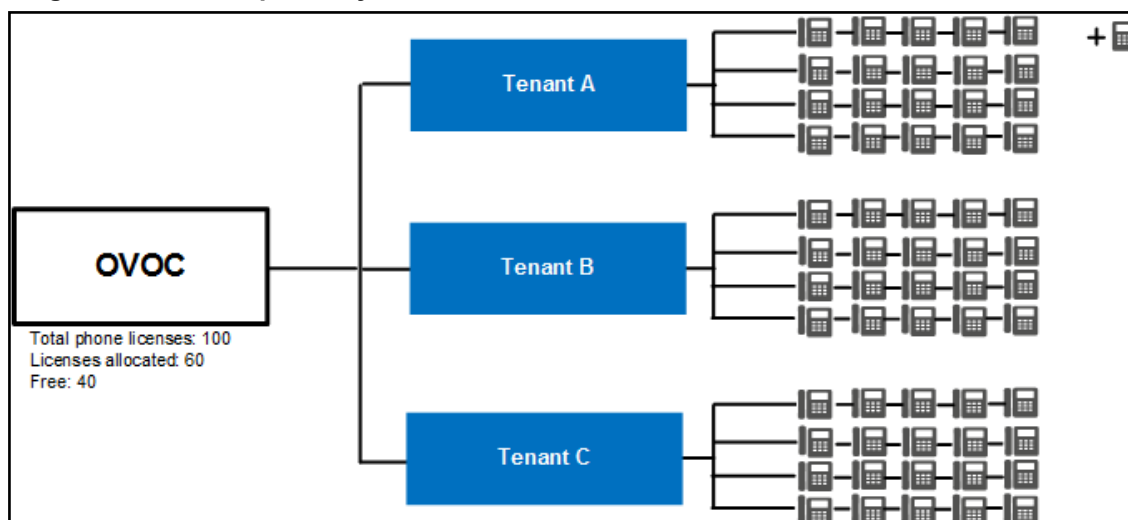 Tenant A
+
Tenant B
OVOC
Total phone licenses: 100
Licenses allocated: 60
Free: 40
Tenant C